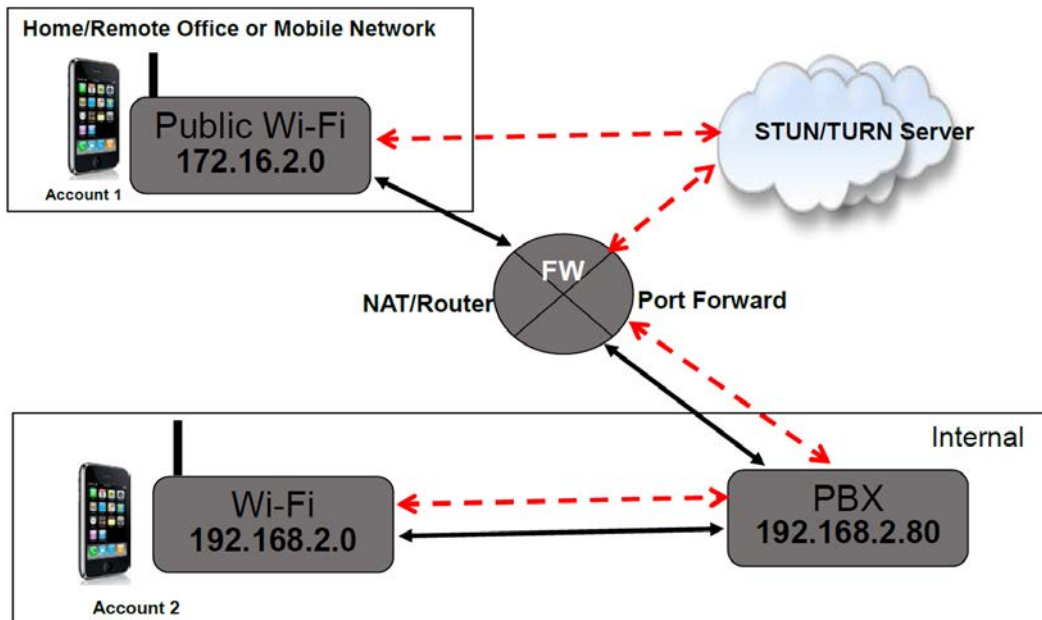 Home/Remote Office or Mobile Network
Public Wi-Fi
172.16.2.0
Account 1
STUN/TURN Server
FW
NAT/Router
Port Forward
Internal
Wi-Fi
192.168.2.0
PBX
192.168.2.80
Account 2